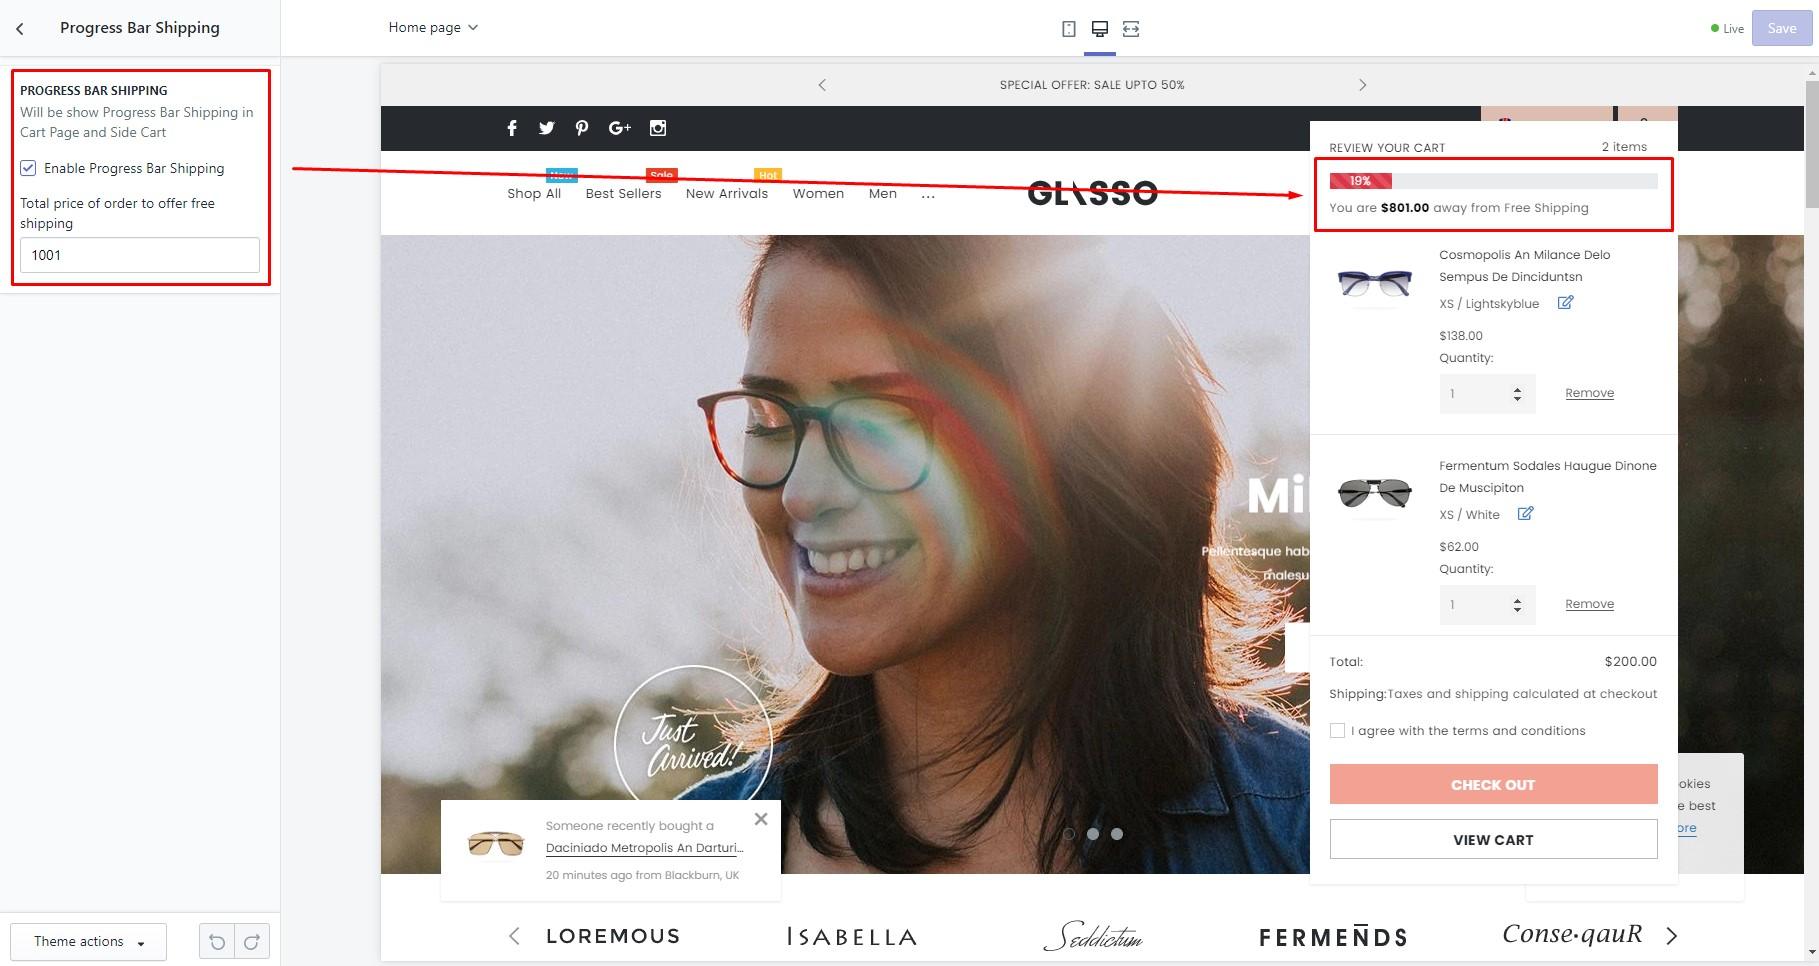 Progress Bar Shipping
Home page
Live
Save
PROGRESS BAR SHIPPING
Will be show Progress Bar Shipping in
Cart Page and Side Cart
Enable Progress Bar Shipping
Total price of order to offer free
shipping
1001
SPECIAL OFFER: SALE UPTO 50%
New
Sale
Hot
Shop All
Best Sellers
New Arrivals
Women
Men
...
GLASSO
REVIEW YOUR CART
2 items
19%
You are $801.00 away from Free Shipping
Cosmopolis An Milance Delo
Sempus De Dinciduntsn
XS / Lightskyblue
$138.00
Quantity:
1
Remove
Fermentum Sodales Haugue Dinone
De Muscipiton
XS / White
$62.00
Quantity:
1
Remove
Total:
$200.00
Shipping:Taxes and shipping calculated at checkout
I agree with the terms and conditions
CHECK OUT
VIEW CART
Mil
Pellentesque hab
malesu
Just
Arrived!
Someone recently bought a
Daciniado Metropolis An Darturi...
20 minutes ago from Blackburn, UK
okies
e best
ore
LOREMOUS
ISABELLA
Seddictum
FERMEÑDS
Conse·qauR
Theme actions